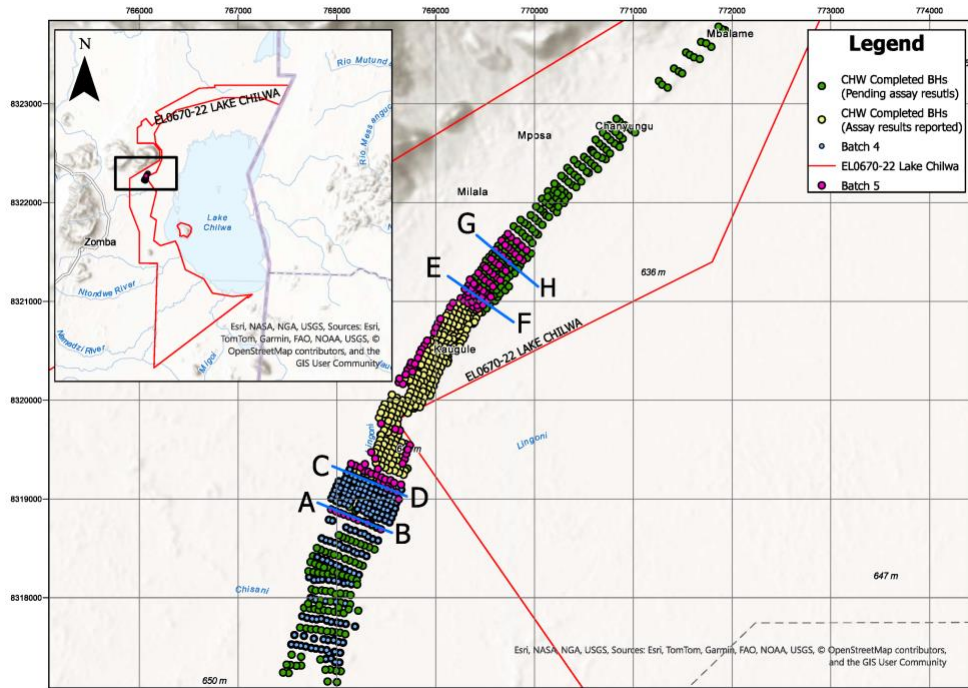 766000 767000 768000 769000 770000 771000 772000 773000 774000
8323000
8322000
8321000
8320000
8319000
8318000
N
EL0670-22 LAKE CHILWA
Rio Mutunda
Lake
Chilwa
Zomba
Ntondwe River
Namadzi River
Esri, NASA, NGA, USGS, Sources: Esri,
TomTom, Garmin, FAO, NOAA, USGS, ©
OpenStreetMap contributors, and the
GIS User Community
Mbalame
Chanyungu
Mposa
Milala
G
E
H
636 m
F
Kaugule
EL0670-22 LAKE CHILWA
Lingoni
Lingoni
C
D
A
B
Chisani
647 m
650 m
Legend
CHW Completed BHs
(Pending assay resutls)
CHW Completed BHs
(Assay results reported)
Batch 4
EL0670-22 Lake Chilwa
Batch 5
Esri, NASA, NGA, USGS, Sources: Esri, TomTom, Garmin, FAO, NOAA, USGS, © OpenStreetMap contributors,
and the GIS User Community